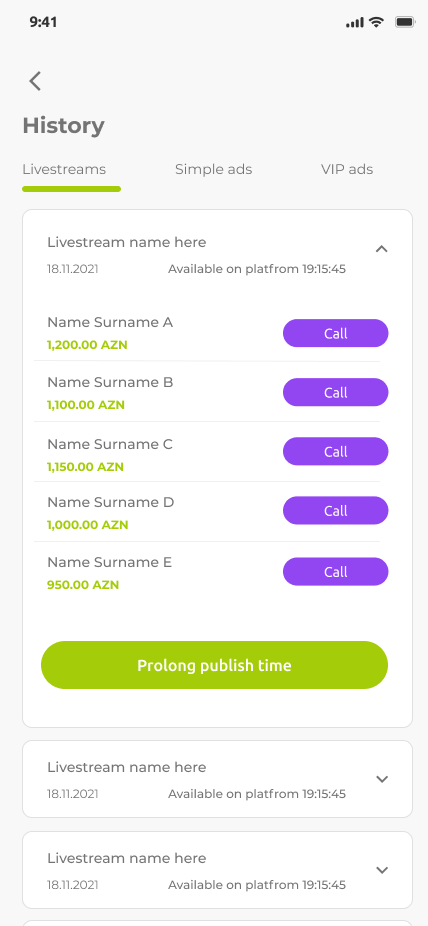 9:41
History
Livestreams Simple ads VIP ads
Livestream name here
18.11.2021 Available on platfrom 19:15:45
Name Surname A
1,200.00 AZN
Call
Name Surname B
1,100.00 AZN
Call
Name Surname C
1,150.00 AZN
Call
Name Surname D
1,000.00 AZN
Call
Name Surname E
950.00 AZN
Call
Prolong publish time
Livestream name here
18.11.2021 Available on platfrom 19:15:45
Livestream name here
18.11.2021 Available on platfrom 19:15:45